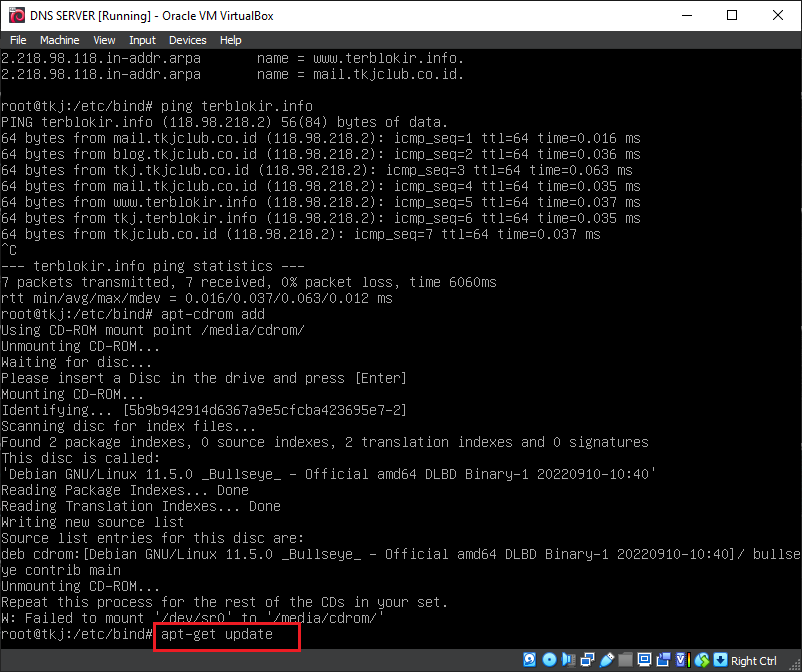 DNS SERVER [Running] - Oracle VM VirtualBox
File Machine View Input Devices Help
2.218.98.118.in-addr.arpa name = www.terblokir.info.
2.218.98.118.in-addr.arpa name = mail.tkjclub.co.id.
root@tkj:/etc/bind# ping terblokir.info
PING terblokir.info (118.98.218.2) 56(84) bytes of data.
64 bytes from mail.tkjclub.co.id (118.98.218.2): icmp_seq=1 ttl=64 time=0.016 ms
64 bytes from blog.tkjclub.co.id (118.98.218.2): icmp_seq=2 ttl=64 time=0.036 ms
64 bytes from tkj.tkjclub.co.id (118.98.218.2): icmp_seq=3 ttl=64 time=0.063 ms
64 bytes from mail.tkjclub.co.id (118.98.218.2): icmp_seq=4 ttl=64 time=0.035 ms
64 bytes from www.terblokir.info (118.98.218.2): icmp_seq=5 ttl=64 time=0.037 ms
64 bytes from tkj.terblokir.info (118.98.218.2): icmp_seq=6 ttl=64 time=0.035 ms
64 bytes from tkjclub.co.id (118.98.218.2): icmp_seq=7 ttl=64 time=0.037 ms
^C
--- terblokir.info ping statistics ---
7 packets transmitted, 7 received, 0% packet loss, time 6060ms
rtt min/avg/max/mdev = 0.016/0.037/0.063/0.012 ms
root@tkj:/etc/bind# apt-cdrom add
Using CD-ROM mount point /media/cdrom/
Unmounting CD-ROM...
Waiting for disc...
Please insert a Disc in the drive and press [Enter]
Mounting CD-ROM...
Identifying... [5b9b942914d6367a9e5cfcba423695e7-2]
Scanning disc for index files...
Found 2 package indexes, 0 source indexes, 2 translation indexes and 0 signatures
This disc is called:
'Debian GNU/Linux 11.5.0 _Bullseye_ - Official amd64 DLBD Binary-1 20220910-10:40'
Reading Package Indexes... Done
Reading Translation Indexes... Done
Writing new source list
Source list entries for this disc are:
deb cdrom:[Debian GNU/Linux 11.5.0 _Bullseye_ - Official amd64 DLBD Binary-1 20220910-10:40]/ bullse
ye contrib main
Unmounting CD-ROM...
Repeat this process for the rest of the CDs in your set.
W: Failed to mount '/dev/sr0' to '/media/cdrom/'
root@tkj:/etc/bind# apt-get update
Right Ctrl